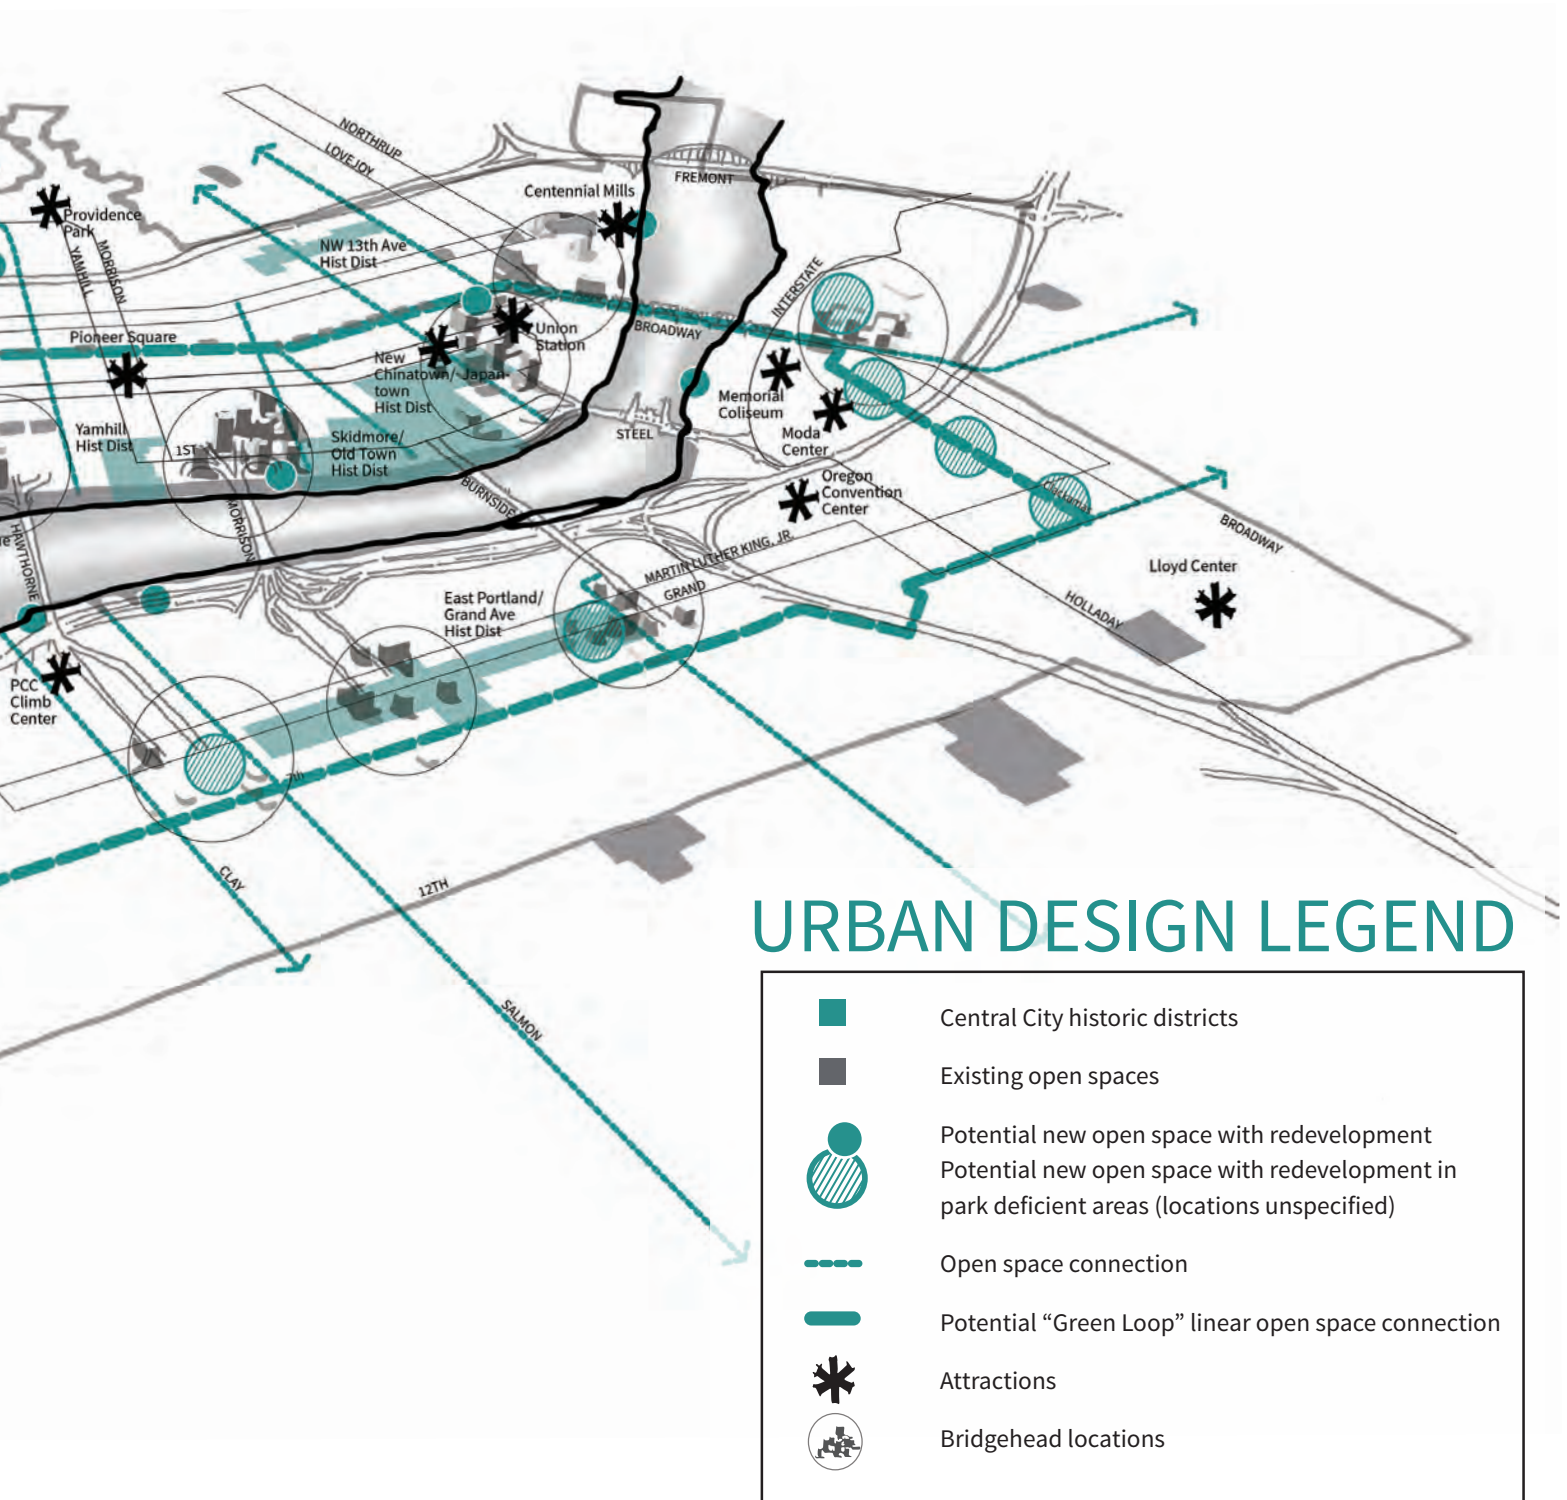 NORTHRUP
LOVEJOY
Centennial Mills
FREMONT
Providence
Park
YAMHILL
MORRISON
NW 13th Ave
Hist Dist
INTERSTATE
Pioneer Square
Union
Station
BROADWAY
New
Chinatown/ Japan-
town
Hist Dist
Memorial
Coliseum
Moda
Center
Yamhill
Hist Dist
1ST
Skidmore/
Old Town
Hist Dist
STEEL
Oregon
Convention
Center
BURNSIDE
MORRISON
HAWTHORNE
MARTIN LUTHER KING, JR.
GRAND
BROADWAY
Lloyd Center
HOLLADAY
East Portland/
Grand Ave
Hist Dist
PCC
Climb
Center
7th
CLAY
12TH
SALMON
URBAN DESIGN LEGEND
Central City historic districts
Existing open spaces
Potential new open space with redevelopment
Potential new open space with redevelopment in
park deficient areas (locations unspecified)
Open space connection
Potential “Green Loop” linear open space connection
Attractions
Bridgehead locations